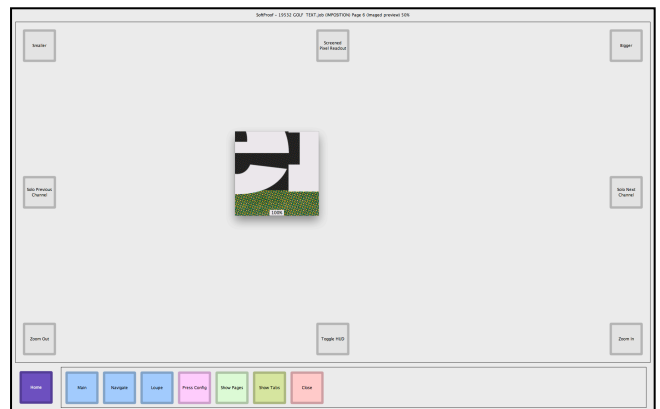 SoftProof - 19532 GOLF TEXT.job (IMPOSITION) Page 6 (Imaged preview) 50%
Smaller
Screened
Pixel Readout
Bigger
Solo Previous
Channel
Solo Next
Channel
100%
Zoom Out
Toggle HUD
Zoom In
Home
Main
Navigate
Loupe
Press Config
Show Pages
Show Tabs
Close